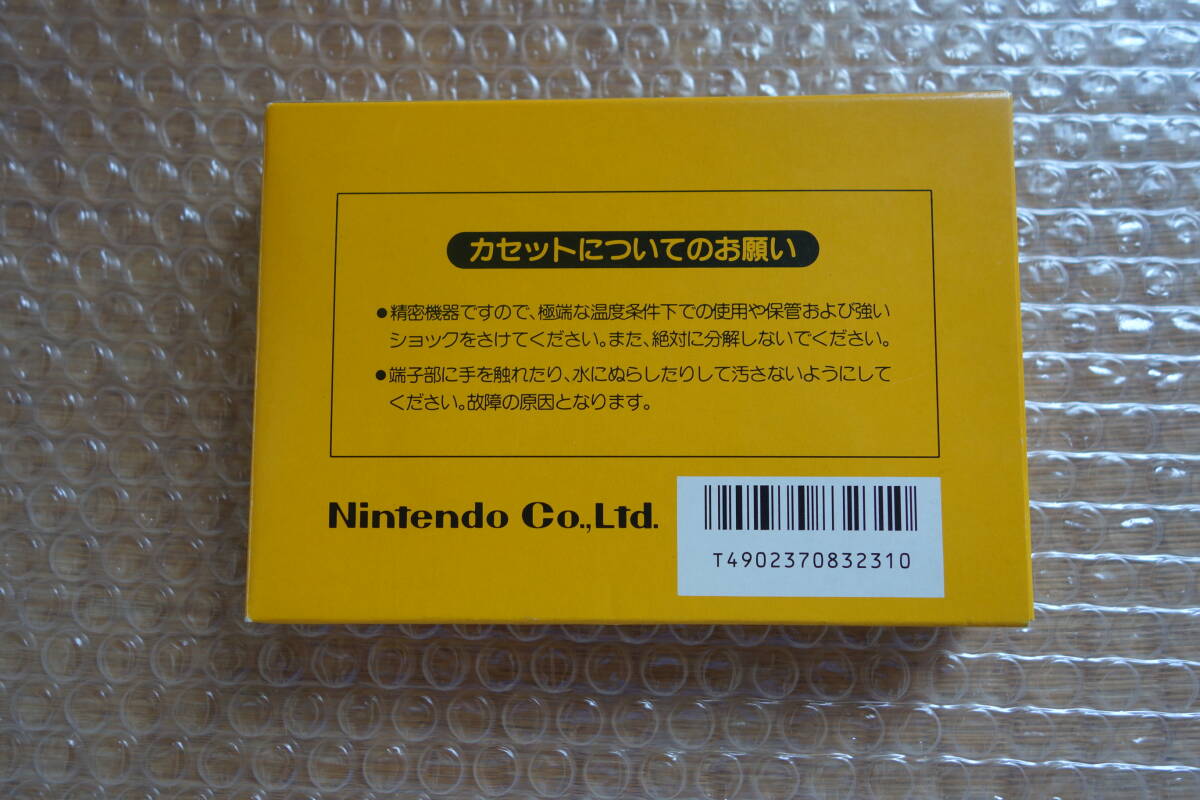 カセットについてのお願い
●精密機器ですので、極端な温度条件下での使用や保管および強い
ショックをさけてください。また、絶対に分解しないでください。
●端子部に手を触れたり、水にぬらしたりして汚さないようにして
ください。故障の原因となります。
Nintendo Co.,Ltd.
T4902370832310